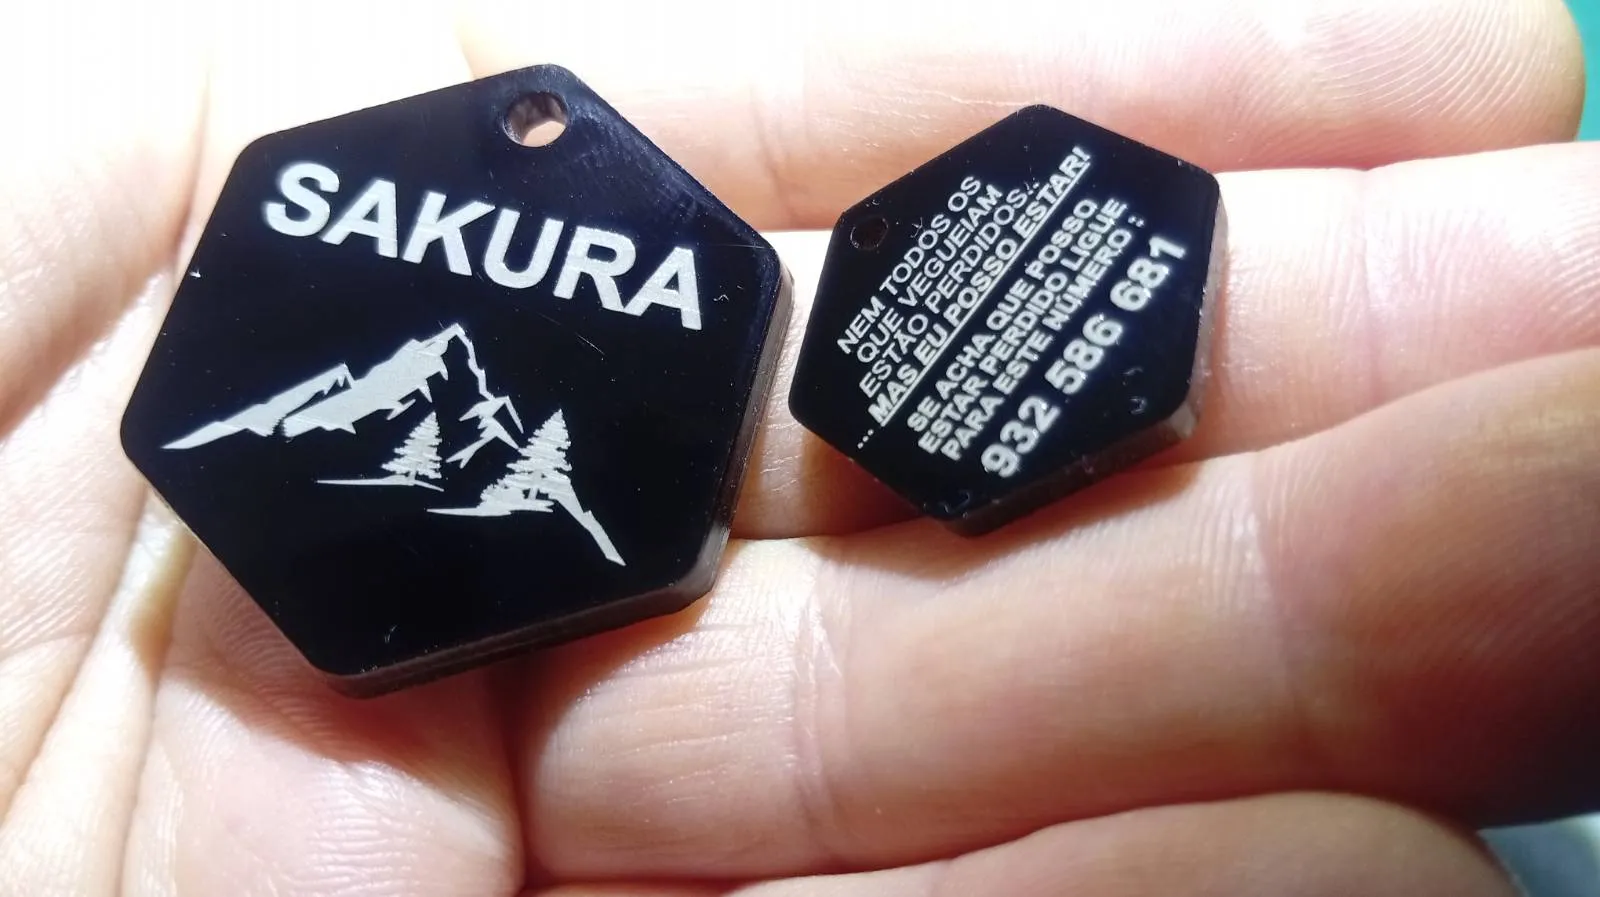 SAKURA
NEM TODOS OS
QUE VEGUEIAM
ESTÃO PERDIDOS..
... MAS EU POSSO ESTAR!
SE ACHA QUE POSSO
ESTAR PERDIDO LIGUE
PARA ESTE NÚMERO :
932 586 681